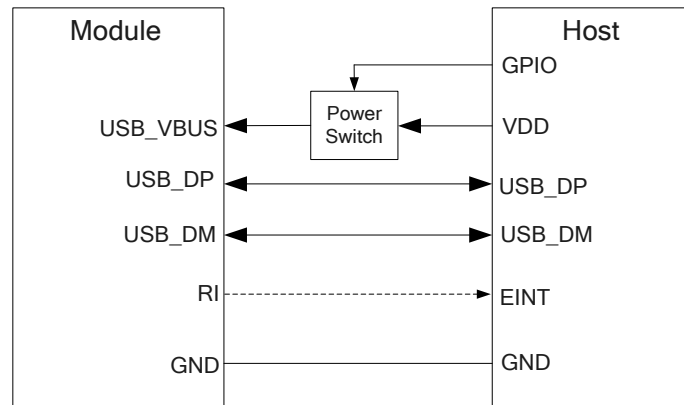 Module
Host
GPIO
USB_VBUS
Power
Switch
VDD
USB_DP
USB_DP
USB_DM
USB_DM
RI
EINT
GND
GND